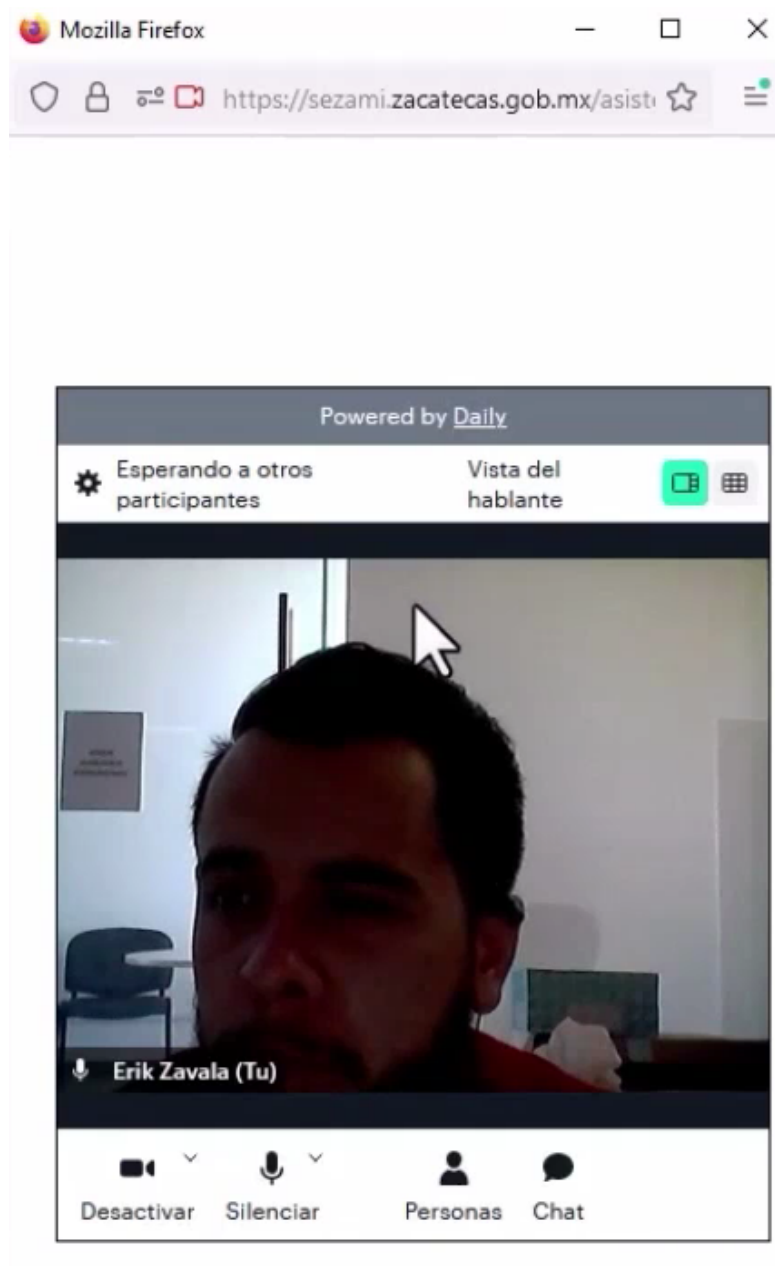 Mozilla Firefox
https://sezami.zacatecas.gob.mx/asist
Powered by Daily
Esperando a otros
participantes
Vista del
hablante
Erik Zavala (Tu)
Desactivar
Silenciar
Personas
Chat